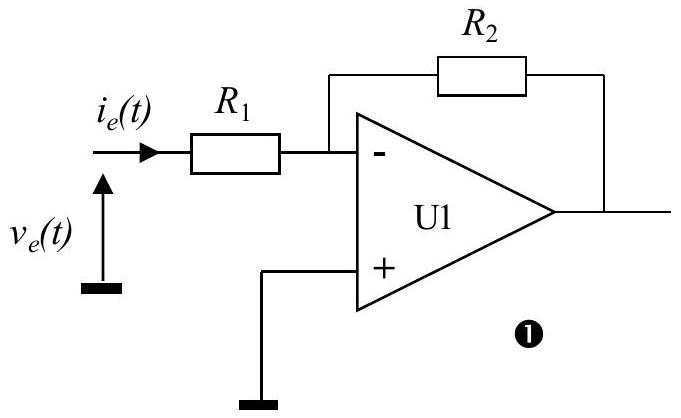 R2
R1
ie(t)
-
ve(t)
U1
+
❶